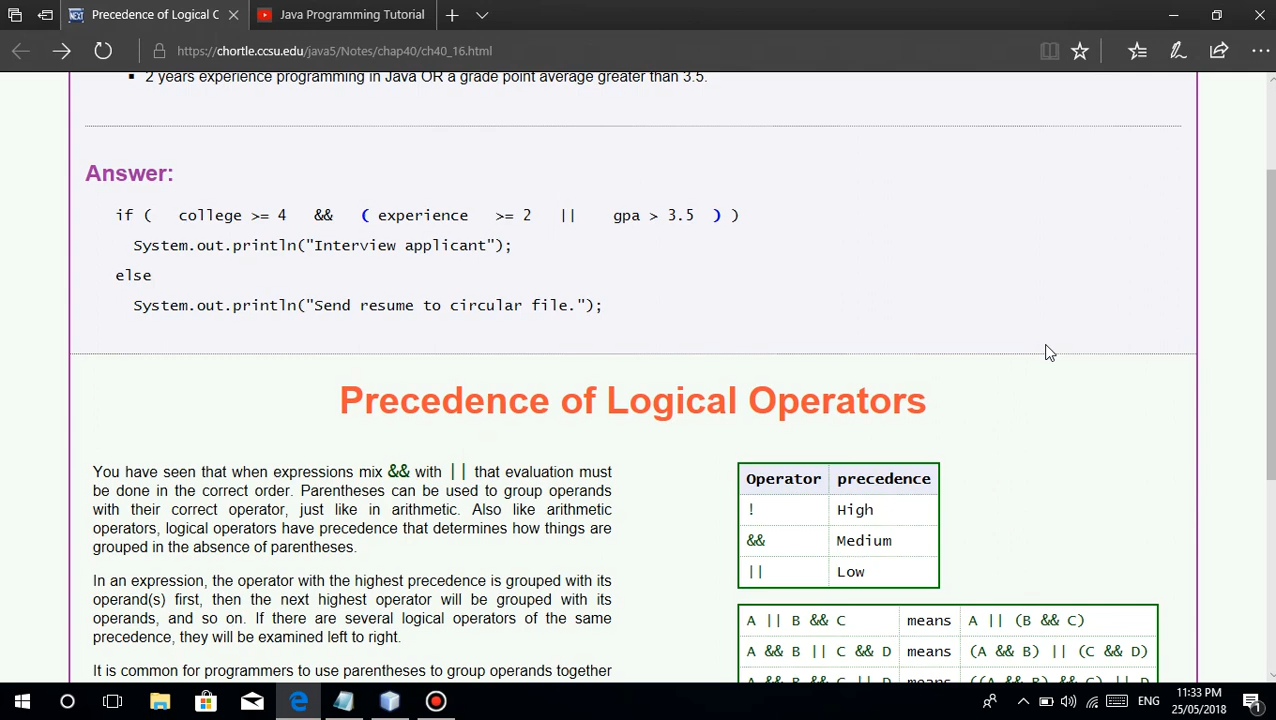 Precedence of Logical C
Java Programming Tutorial
https://chortle.ccsu.edu/java5/Notes/chap40/ch40_16.html
2 years experience programming in Java OR a grade point average greater than 3.5.
Answer:
if ( college >= 4 && ( experience >= 2 || gpa > 3.5 ) )
System.out.println("Interview applicant");
else
System.out.println("Send resume to circular file.");
Precedence of Logical Operators
You have seen that when expressions mix && with || that evaluation must
be done in the correct order. Parentheses can be used to group operands
with their correct operator, just like in arithmetic. Also like arithmetic
operators, logical operators have precedence that determines how things are
grouped in the absence of parentheses.
In an expression, the operator with the highest precedence is grouped with its
operand(s) first, then the next highest operator will be grouped with its
operands, and so on. If there are several logical operators of the same
precedence, they will be examined left to right.
It is common for programmers to use parentheses to group operands together
Operator precedence
! High
&& Medium
|| Low
A || B && C means A || (B && C)
A && B || C && D means (A && B) || (C && D)
A && B && C || D means ((A && B) && C) || D
ENG
11:33 PM
25/05/2018
1